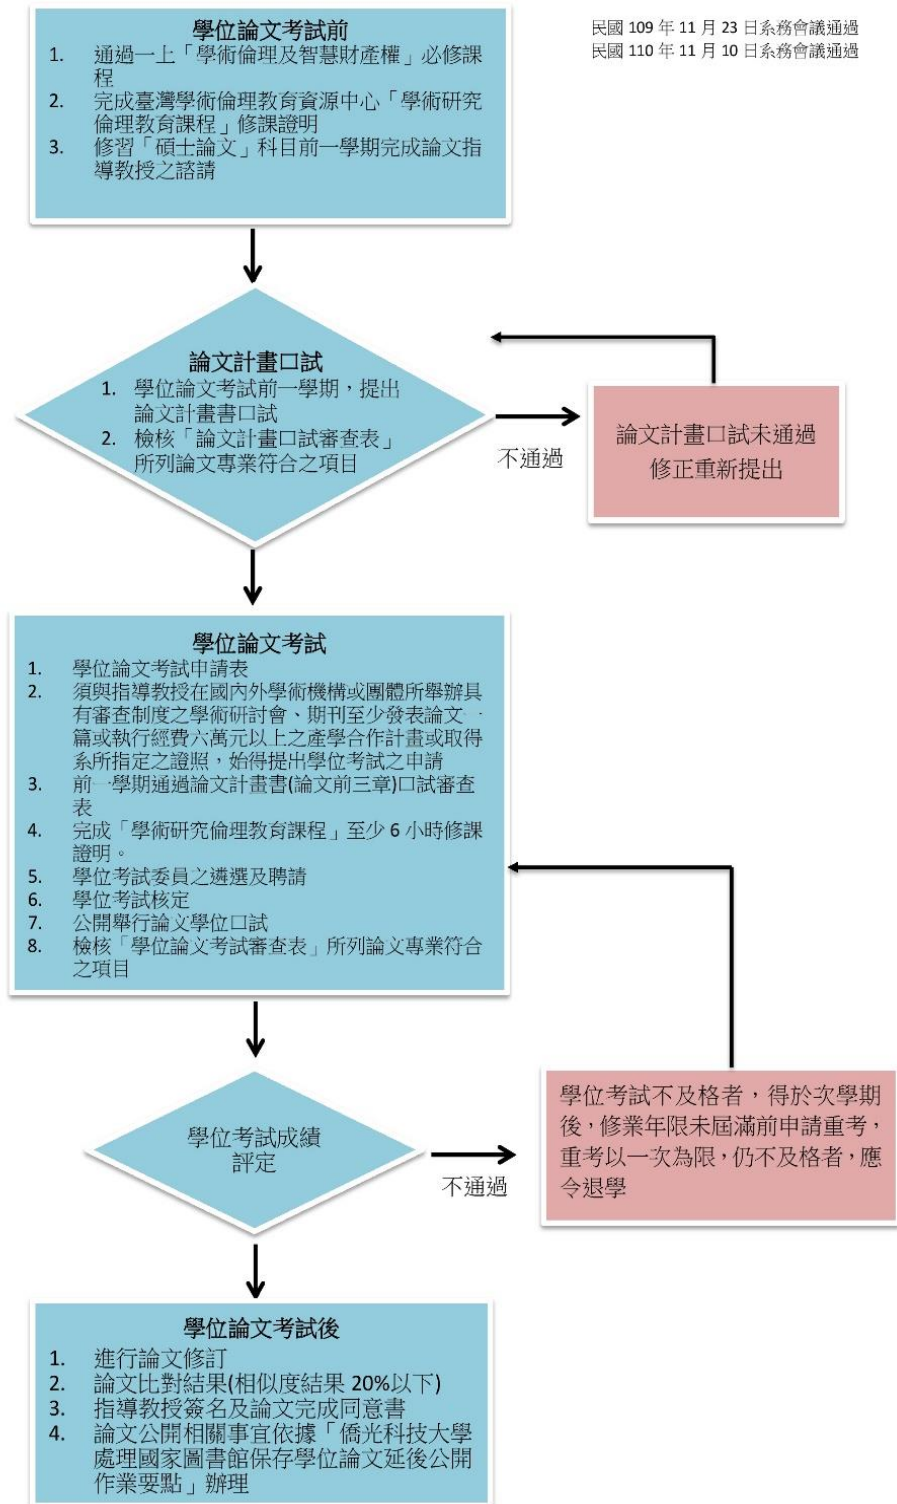 學位論文考試前
1. 通過一上「學術倫理及智慧財產權」必修課
程
2. 完成臺灣學術倫理教育資源中心「學術研究
倫理教育課程」修課證明
3. 修習「碩士論文」科目前一學期完成論文指
導教授之諮請
民國 109 年 11 月 23 日系務會議通過
民國 110 年 11 月 10 日系務會議通過
論文計畫口試
1. 學位論文考試前一學期，提出
論文計畫書口試
2. 檢核「論文計畫口試審查表」
所列論文專業符合之項目
不通過
論文計畫口試未通過
修正重新提出
學位論文考試
1. 學位論文考試申請表
2. 須與指導教授在國內外學術機構或團體所舉辦具
有審查制度之學術研討會、期刊至少發表論文一
篇或執行經費六萬元以上之產學合作計畫或取得
系所指定之證照，始得提出學位考試之申請
3. 前一學期通過論文計畫書(論文前三章)口試審查
表
4. 完成「學術研究倫理教育課程」至少 6 小時修課
證明。
5. 學位考試委員之遴選及聘請
6. 學位考試核定
7. 公開舉行論文學位口試
8. 檢核「學位論文考試審查表」所列論文專業符合
之項目
學位考試成績
評定
不通過
學位考試不及格者，得於次學期
後，修業年限未屆滿前申請重考，
重考以一次為限，仍不及格者，應
令退學
學位論文考試後
1. 進行論文修訂
2. 論文比對結果(相似度結果 20%以下)
3. 指導教授簽名及論文完成同意書
4. 論文公開相關事宜依據「僑光科技大學
處理國家圖書館保存學位論文延後公開
作業要點」辦理